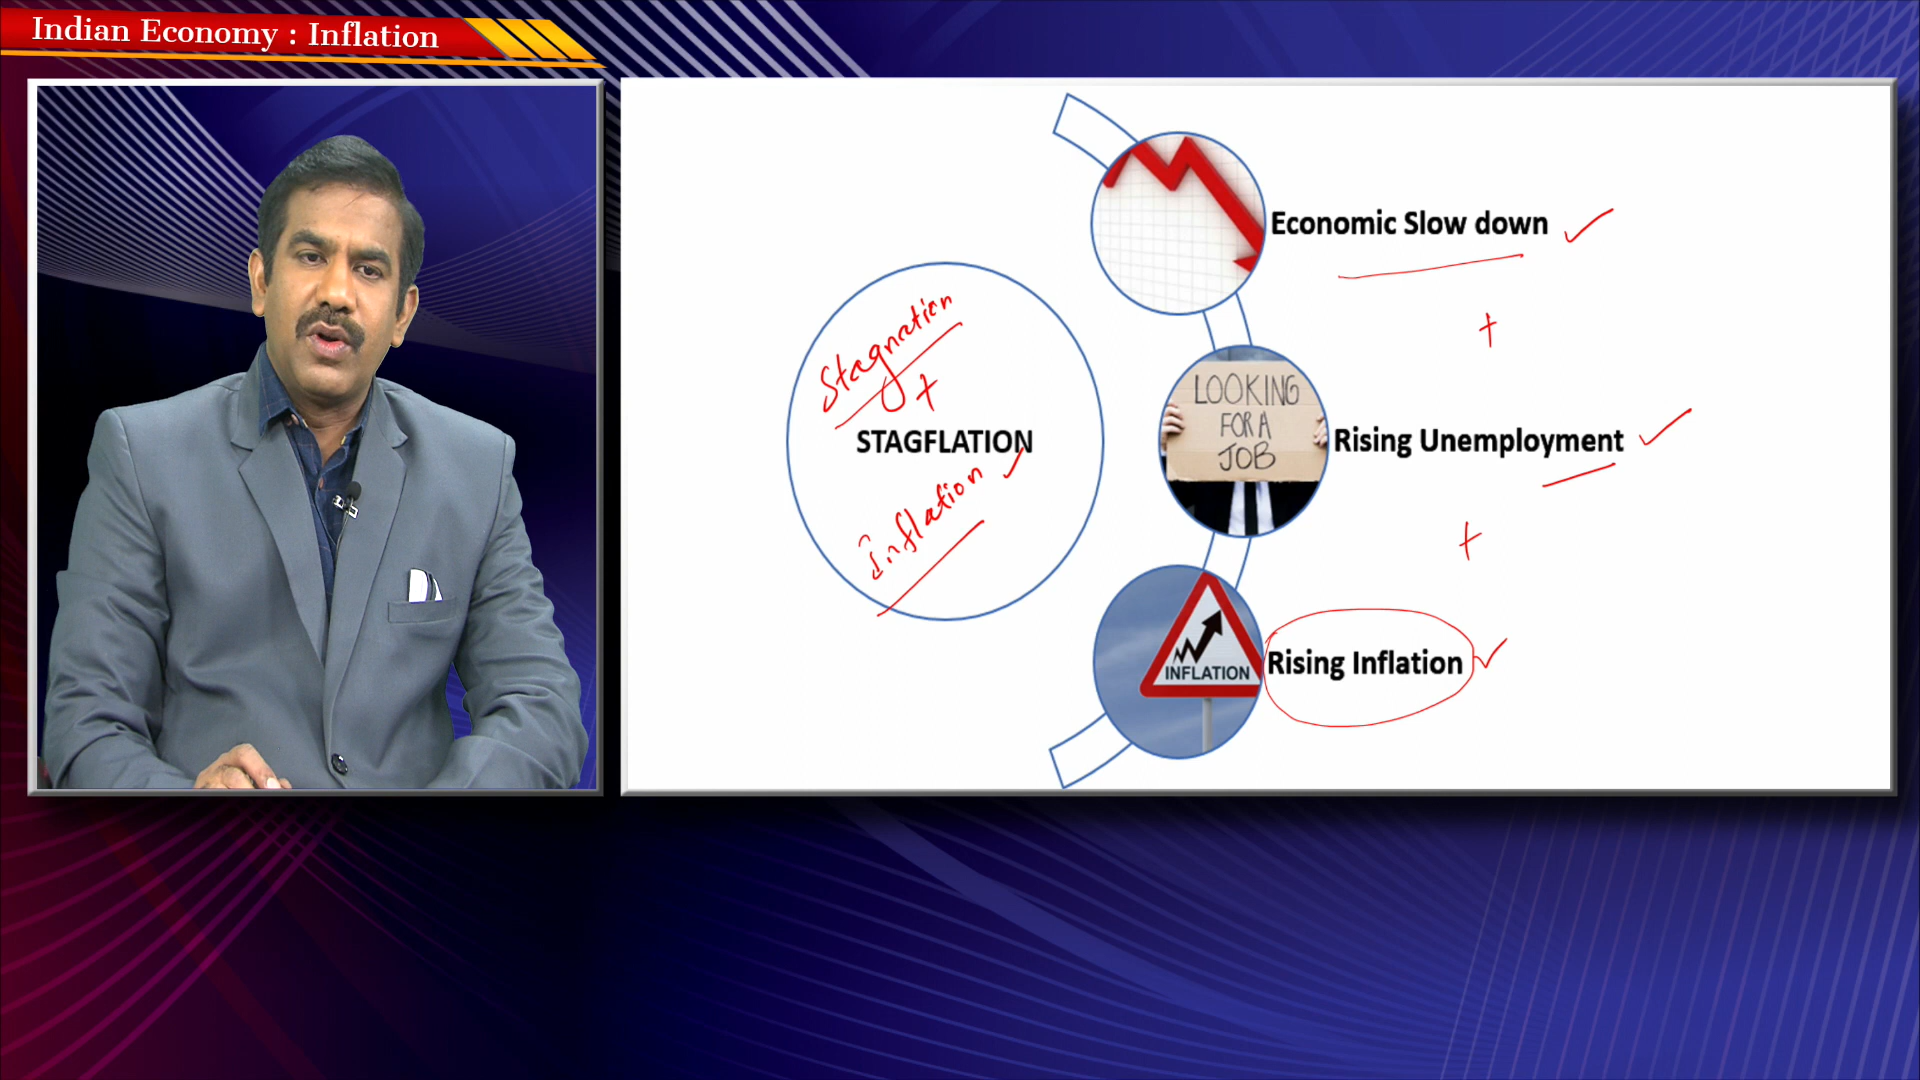 Indian Economy : Inflation
Economic Slow down
+
Stagnation
+
STAGFLATION
Inflation
LOOKING
FOR A
JOB
Rising Unemployment
+
INFLATION
Rising Inflation